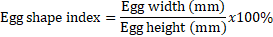 Egg shape index = Egg width (mm) / Egg height (mm) x100%